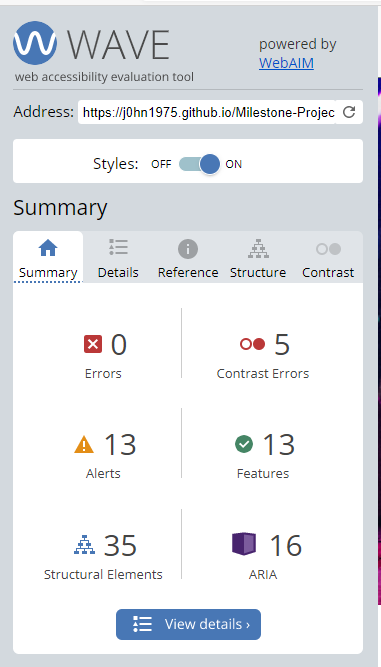 WAVE
web accessibility evaluation tool
powered by
WebAIM
Address: https://j0hn1975.github.io/Milestone-Projec
Styles: OFF ON
Summary
Summary Details Reference Structure Contrast
0 5
Errors Contrast Errors
13 13
Alerts Features
35 16
Structural Elements ARIA
View details ›